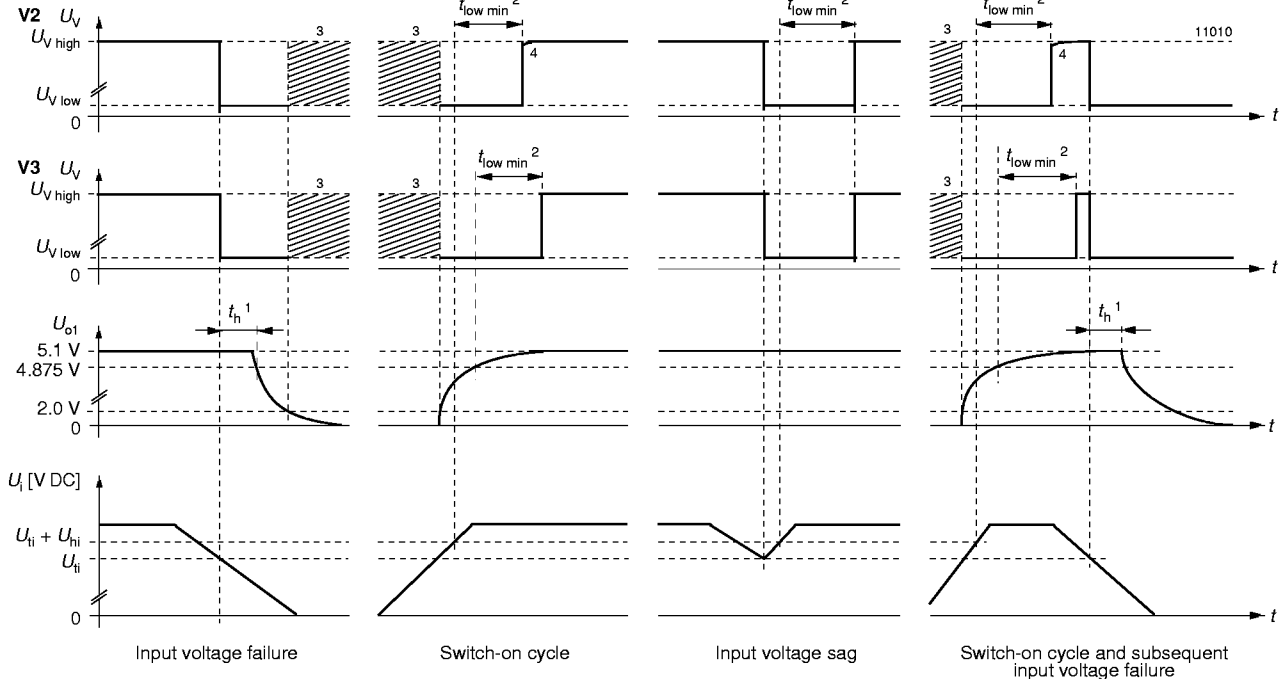 V2 U_V t_low min 2 t_low min 2 t_low min 2
U_V high 3 3 4 3 4 11010
U_V low
0 t
V3 U_V t_low min 2 t_low min 2
U_V high 3 3 3
U_V low
0 t
U_o1 t_h 1 t_h 1
5.1 V
4.875 V
2.0 V
0 t
U_i [V DC]
U_ti + U_hi
U_ti
0 t
Input voltage failure Switch-on cycle Input voltage sag Switch-on cycle and subsequent
input voltage failure